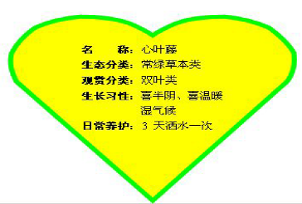 名　　称：心叶藤
生态分类：常绿草本类
观赏分类：双叶类
生长习性：喜半阴、喜温暖
湿气候
日常养护：3 天洒水一次